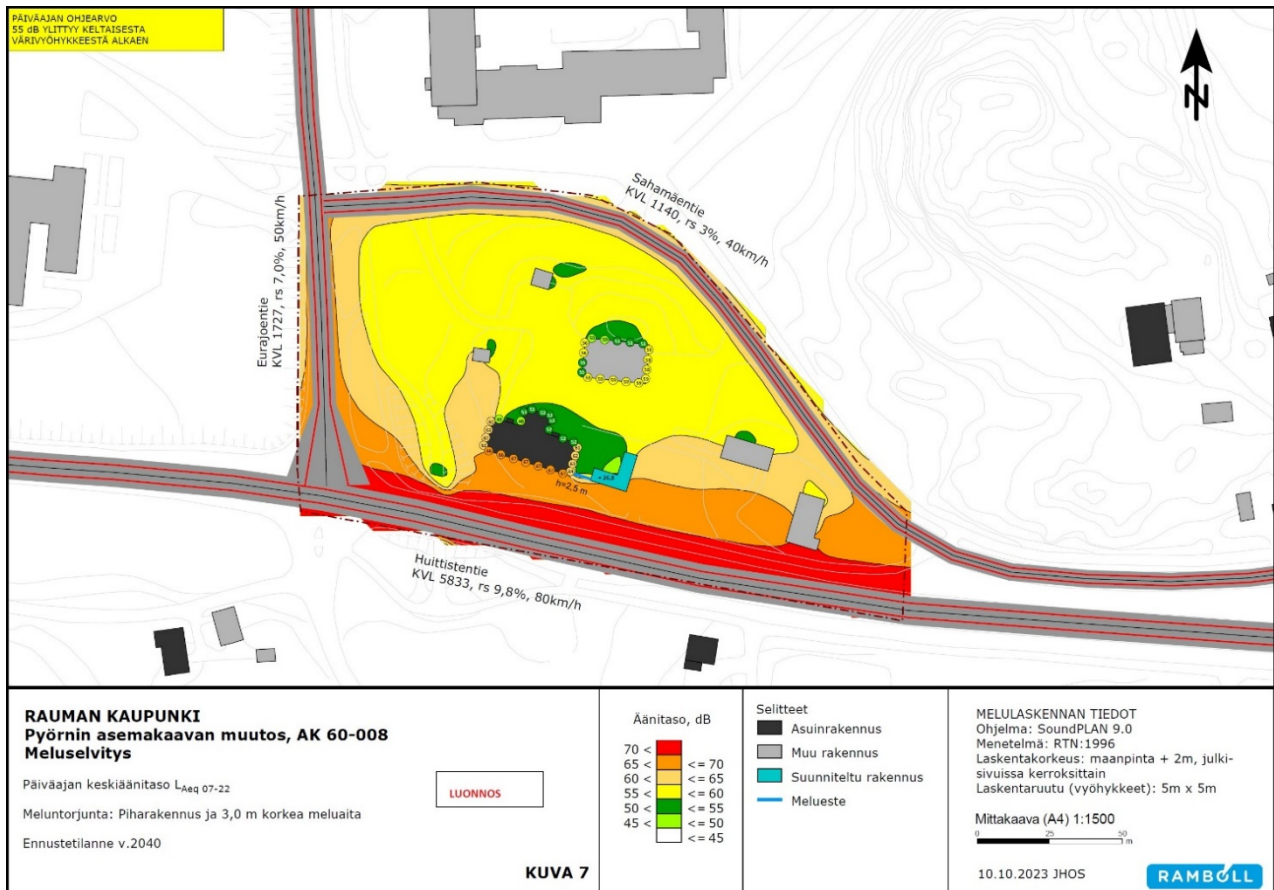 PÄIVÄAJAN OHJEARVO
55 dB YLITTYY KELTAISESTA
VÄRIVYÖHYKKEESTÄ ALKAEN
N
Sahamäentie
KVL 1140, rs 3%, 40km/h
Eurajoentie
KVL 1727, rs 7,0%, 50km/h
h=2,5 m
Huittistentie
KVL 5833, rs 9,8%, 80km/h
RAUMAN KAUPUNKI
Pyörnin asemakaavan muutos, AK 60-008
Meluselvitys
Päiväajan keskiäänitaso LAeq 07-22
LUONNOS
Meluntorjunta: Piharakennus ja 3,0 m korkea meluaita
Ennustetilanne v.2040
KUVA 7
Äänitaso, dB
70 <
65 < <= 70
60 < <= 65
55 < <= 60
50 < <= 55
45 < <= 50
<= 45
Selitteet
Asuinrakennus
Muu rakennus
Suunniteltu rakennus
Melueste
MELULASKENNAN TIEDOT
Ohjelma: SoundPLAN 9.0
Menetelmä: RTN:1996
Laskentakorkeus: maanpinta + 2m, julki-
sivuissa kerroksittain
Laskentaruutu (vyöhykkeet): 5m x 5m
Mittakaava (A4) 1:1500
0 25 50
m
10.10.2023 JHOS
RAMBOLL